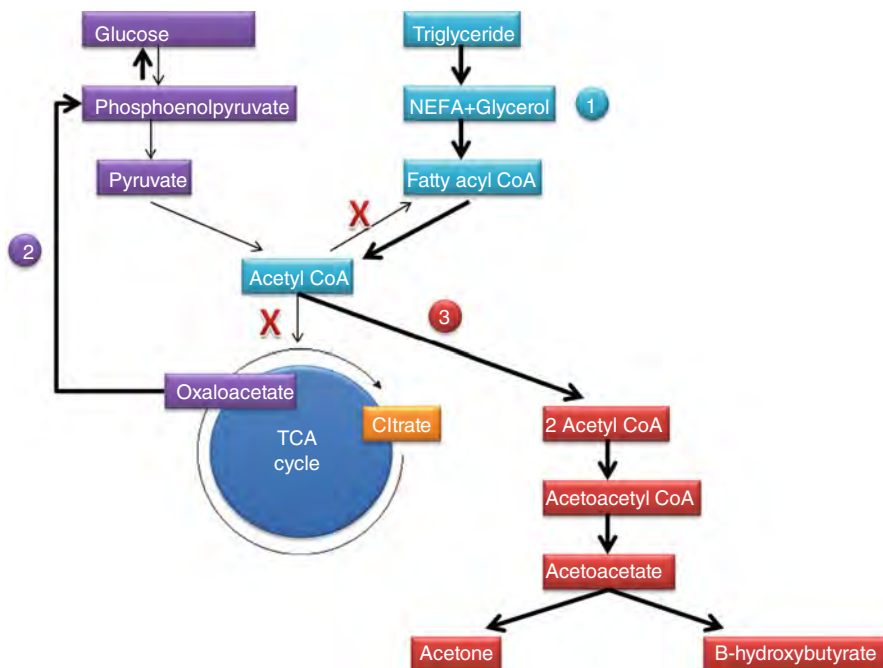 Glucose
Triglyceride
Phosphoenolpyruvate
NEFA+Glycerol
1
Pyruvate
Fatty acyl CoA
X
2
Acetyl CoA
X
3
Oxaloacetate
CItrate
TCA
cycle
2 Acetyl CoA
Acetoacetyl CoA
Acetoacetate
Acetone
B-hydroxybutyrate